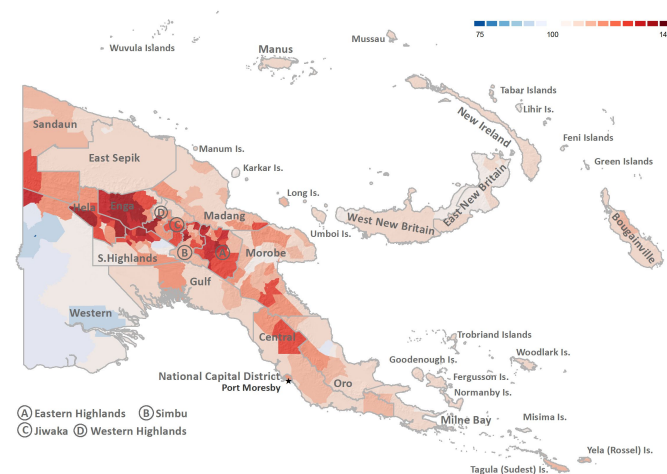 Wuvula Islands
Manus
Mussau
75 100 14
Tabar Islands
Lihir Is.
New Ireland
Feni Islands
Green Islands
Sandaun
East Sepik
Manum Is.
Karkar Is.
Long Is.
Hela
Enga
D
C
Madang
Umboi Is.
West New Britain
East New Britain
Bougainville
S.Highlands
B
A
Morobe
Gulf
Western
Central
Trobriand Islands
Goodenough Is.
Woodlark Is.
National Capital District
Port Moresby
Oro
Fergusson Is.
Normanby Is.
Milne Bay
Misima Is.
A Eastern Highlands B Simbu
C Jiwaka D Western Highlands
Yela (Rossel) Is.
Tagula (Sudest) Is.